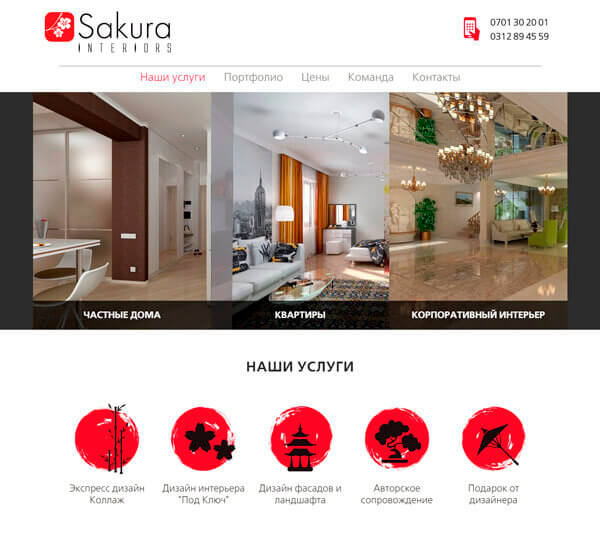 Sakura
INTERIORS
0701 30 20 01
0312 89 45 59
Наши услуги Портфолио Цены Команда Контакты
ЧАСТНЫЕ ДОМА
КВАРТИРЫ
КОРПОРАТИВНЫЙ ИНТЕРЬЕР
НАШИ УСЛУГИ
Экспресс дизайн
Коллаж
Дизайн интерьера
"Под Ключ"
Дизайн фасадов и
ландшафта
Авторское
сопровождение
Подарок от
дизайнера